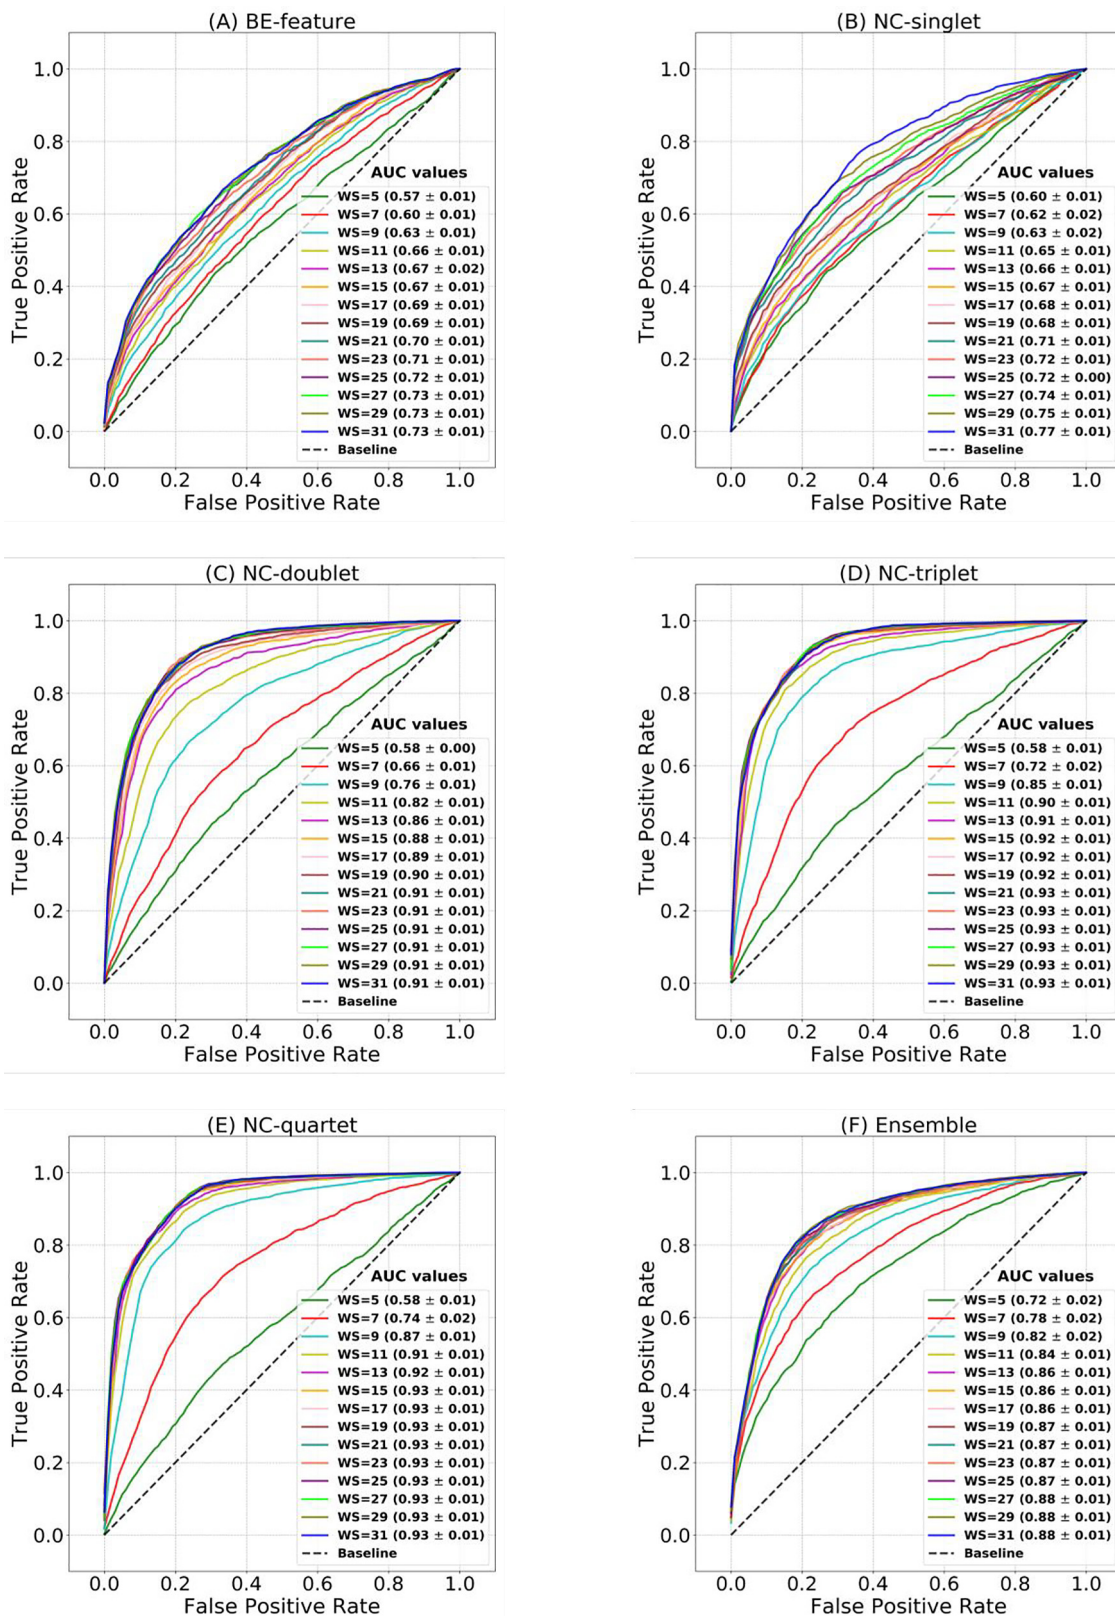 (A) BE-feature
True Positive Rate
1.0
0.8
0.6
0.4
0.2
0.0
AUC values
WS=5 (0.57 ± 0.01)
WS=7 (0.60 ± 0.01)
WS=9 (0.63 ± 0.01)
WS=11 (0.66 ± 0.01)
WS=13 (0.67 ± 0.02)
WS=15 (0.67 ± 0.01)
WS=17 (0.69 ± 0.01)
WS=19 (0.69 ± 0.01)
WS=21 (0.70 ± 0.01)
WS=23 (0.71 ± 0.01)
WS=25 (0.72 ± 0.01)
WS=27 (0.73 ± 0.01)
WS=29 (0.73 ± 0.01)
WS=31 (0.73 ± 0.01)
Baseline
0.0 0.2 0.4 0.6 0.8 1.0
False Positive Rate
(B) NC-singlet
True Positive Rate
1.0
0.8
0.6
0.4
0.2
0.0
AUC values
WS=5 (0.60 ± 0.01)
WS=7 (0.62 ± 0.02)
WS=9 (0.63 ± 0.02)
WS=11 (0.65 ± 0.01)
WS=13 (0.66 ± 0.01)
WS=15 (0.67 ± 0.01)
WS=17 (0.68 ± 0.01)
WS=19 (0.68 ± 0.01)
WS=21 (0.71 ± 0.01)
WS=23 (0.72 ± 0.01)
WS=25 (0.72 ± 0.00)
WS=27 (0.74 ± 0.01)
WS=29 (0.75 ± 0.01)
WS=31 (0.77 ± 0.01)
Baseline
0.0 0.2 0.4 0.6 0.8 1.0
False Positive Rate
(C) NC-doublet
True Positive Rate
1.0
0.8
0.6
0.4
0.2
0.0
AUC values
WS=5 (0.58 ± 0.00)
WS=7 (0.66 ± 0.01)
WS=9 (0.76 ± 0.01)
WS=11 (0.82 ± 0.01)
WS=13 (0.86 ± 0.01)
WS=15 (0.88 ± 0.01)
WS=17 (0.89 ± 0.01)
WS=19 (0.90 ± 0.01)
WS=21 (0.91 ± 0.01)
WS=23 (0.91 ± 0.01)
WS=25 (0.91 ± 0.01)
WS=27 (0.91 ± 0.01)
WS=29 (0.91 ± 0.01)
WS=31 (0.91 ± 0.01)
Baseline
0.0 0.2 0.4 0.6 0.8 1.0
False Positive Rate
(D) NC-triplet
True Positive Rate
1.0
0.8
0.6
0.4
0.2
0.0
AUC values
WS=5 (0.58 ± 0.01)
WS=7 (0.72 ± 0.02)
WS=9 (0.85 ± 0.01)
WS=11 (0.90 ± 0.01)
WS=13 (0.91 ± 0.01)
WS=15 (0.92 ± 0.01)
WS=17 (0.92 ± 0.01)
WS=19 (0.92 ± 0.01)
WS=21 (0.93 ± 0.01)
WS=23 (0.93 ± 0.01)
WS=25 (0.93 ± 0.01)
WS=27 (0.93 ± 0.01)
WS=29 (0.93 ± 0.01)
WS=31 (0.93 ± 0.01)
Baseline
0.0 0.2 0.4 0.6 0.8 1.0
False Positive Rate
(E) NC-quartet
True Positive Rate
1.0
0.8
0.6
0.4
0.2
0.0
AUC values
WS=5 (0.58 ± 0.01)
WS=7 (0.74 ± 0.02)
WS=9 (0.87 ± 0.01)
WS=11 (0.91 ± 0.01)
WS=13 (0.92 ± 0.01)
WS=15 (0.93 ± 0.01)
WS=17 (0.93 ± 0.01)
WS=19 (0.93 ± 0.01)
WS=21 (0.93 ± 0.01)
WS=23 (0.93 ± 0.01)
WS=25 (0.93 ± 0.01)
WS=27 (0.93 ± 0.01)
WS=29 (0.93 ± 0.01)
WS=31 (0.93 ± 0.01)
Baseline
0.0 0.2 0.4 0.6 0.8 1.0
False Positive Rate
(F) Ensemble
True Positive Rate
1.0
0.8
0.6
0.4
0.2
0.0
AUC values
WS=5 (0.72 ± 0.02)
WS=7 (0.78 ± 0.02)
WS=9 (0.82 ± 0.02)
WS=11 (0.84 ± 0.01)
WS=13 (0.86 ± 0.01)
WS=15 (0.86 ± 0.01)
WS=17 (0.86 ± 0.01)
WS=19 (0.87 ± 0.01)
WS=21 (0.87 ± 0.01)
WS=23 (0.87 ± 0.01)
WS=25 (0.87 ± 0.01)
WS=27 (0.88 ± 0.01)
WS=29 (0.88 ± 0.01)
WS=31 (0.88 ± 0.01)
Baseline
0.0 0.2 0.4 0.6 0.8 1.0
False Positive Rate